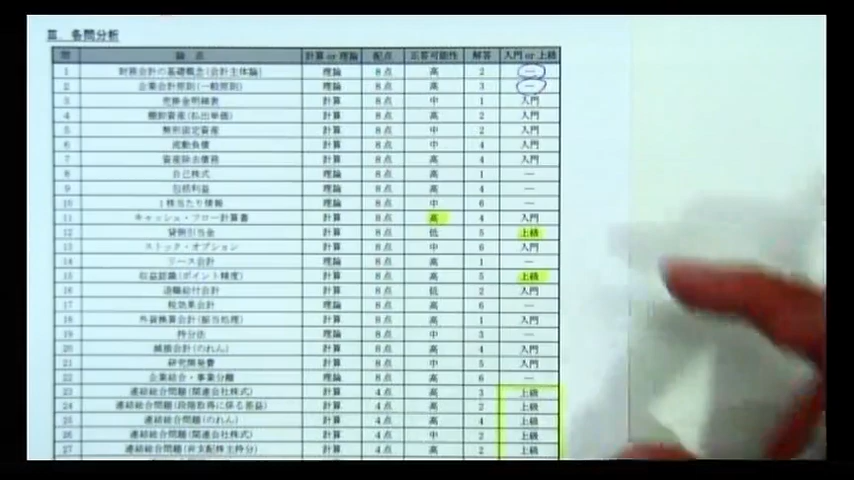 Ⅲ．各問分析
問 論点 計算or理論 配点 正答可能性 解答 入門or上級
1 財務会計の基礎概念(会計主体論) 理論 8点 高 2 ―
2 企業会計原則(一般原則) 理論 8点 高 3 ―
3 売掛金明細表 計算 8点 中 1 入門
4 棚卸資産(払出単価) 計算 8点 高 2 入門
5 無形固定資産 計算 8点 中 2 入門
6 流動負債 計算 8点 中 4 入門
7 資産除去債務 計算 8点 高 4 入門
8 自己株式 理論 8点 高 1 ―
9 包括利益 理論 8点 高 4 ―
10 1株当たり情報 理論 8点 中 6 ―
11 キャッシュ・フロー計算書 計算 8点 高 4 入門
12 貸倒引当金 計算 8点 低 5 上級
13 ストック・オプション 計算 8点 中 6 入門
14 リース会計 理論 8点 高 1 ―
15 収益認識(ポイント制度) 計算 8点 高 5 上級
16 退職給付会計 計算 8点 低 2 入門
17 税効果会計 理論 8点 高 6 ―
18 外貨換算会計(振当処理) 計算 8点 高 1 入門
19 持分法 理論 8点 中 3 ―
20 減損会計(のれん) 計算 8点 高 4 入門
21 研究開発費 計算 8点 中 5 入門
22 企業結合・事業分離 理論 8点 高 6 ―
23 連結総合問題(関連会社株式) 計算 4点 高 3 上級
24 連結総合問題(段階取得に係る差益) 計算 4点 高 2 上級
25 連結総合問題(のれん) 計算 4点 高 4 上級
26 連結総合問題(関連会社株式) 計算 4点 中 2 上級
27 連結総合問題(非支配株主持分) 計算 4点 高 2 上級